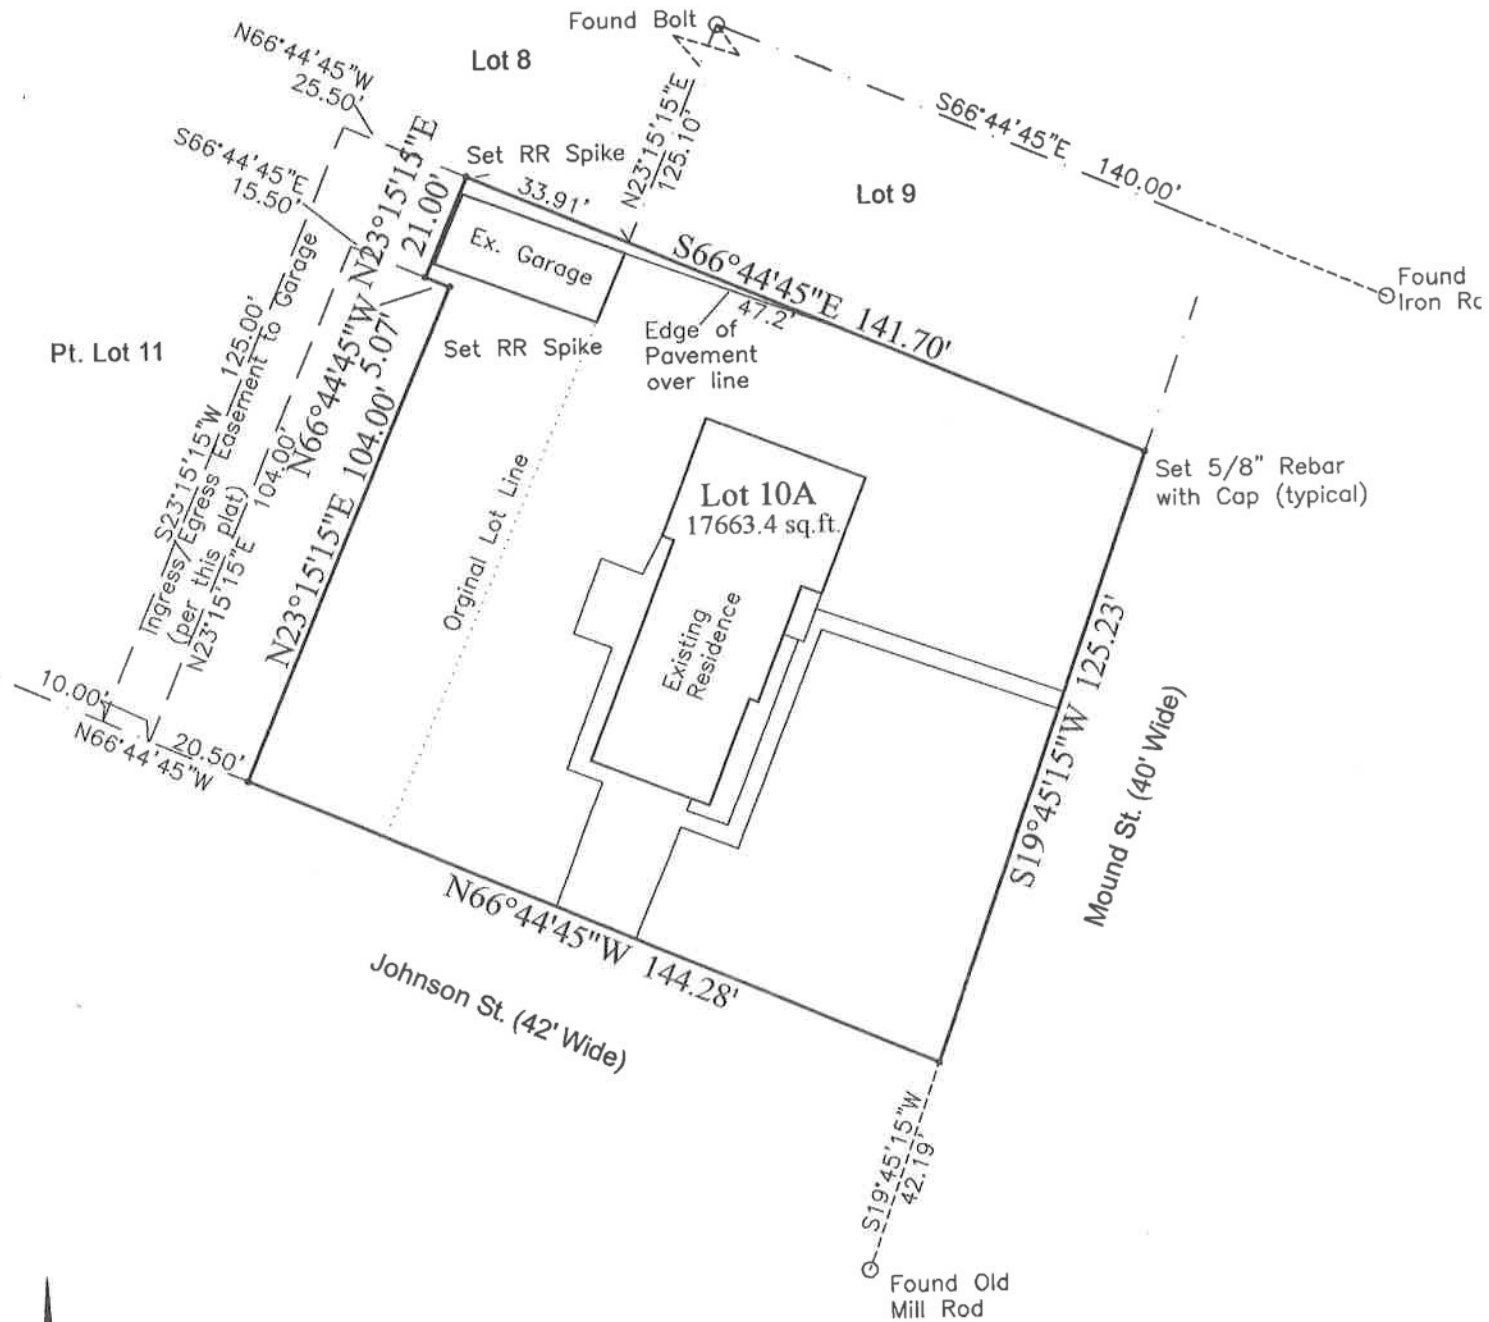 Found Bolt
Lot 8
N66°44'45"W
25.50'
S66°44'45"E
15.50'
N23°15'15"E
21.00'
Set RR Spike
33.91'
N23°15'15"E
125.10'
S66°44'45"E 140.00'
Lot 9
Found
Iron
Ex. Garage
S66°44'45"E 141.70'
47.2'
Edge of
Pavement
over line
Set RR Spike
N66°44'45"W
5.07'
Pt. Lot 11
S23°15'15"W 125.00'
Ingress/Egress Easement to Garage
(per this plat)
N23°15'15"E 104.00'
N23°15'15"E 104.00'
Orginal Lot Line
Lot 10A
17663.4 sq.ft.
Existing
Residence
Set 5/8" Rebar
with Cap (typical)
S19°45'15"W 125.23'
Mound St. (40' Wide)
10.00'
20.50'
N66°44'45"W
N66°44'45"W 144.28'
Johnson St. (42' Wide)
S19°45'15"W
42.19'
Found Old
Mill Rod